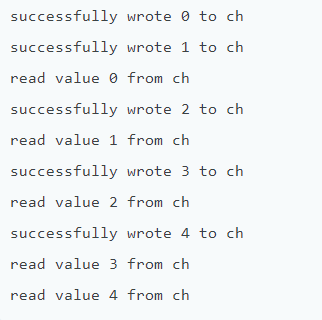 successfully wrote 0 to ch
successfully wrote 1 to ch
read value 0 from ch
successfully wrote 2 to ch
read value 1 from ch
successfully wrote 3 to ch
read value 2 from ch
successfully wrote 4 to ch
read value 3 from ch
read value 4 from ch